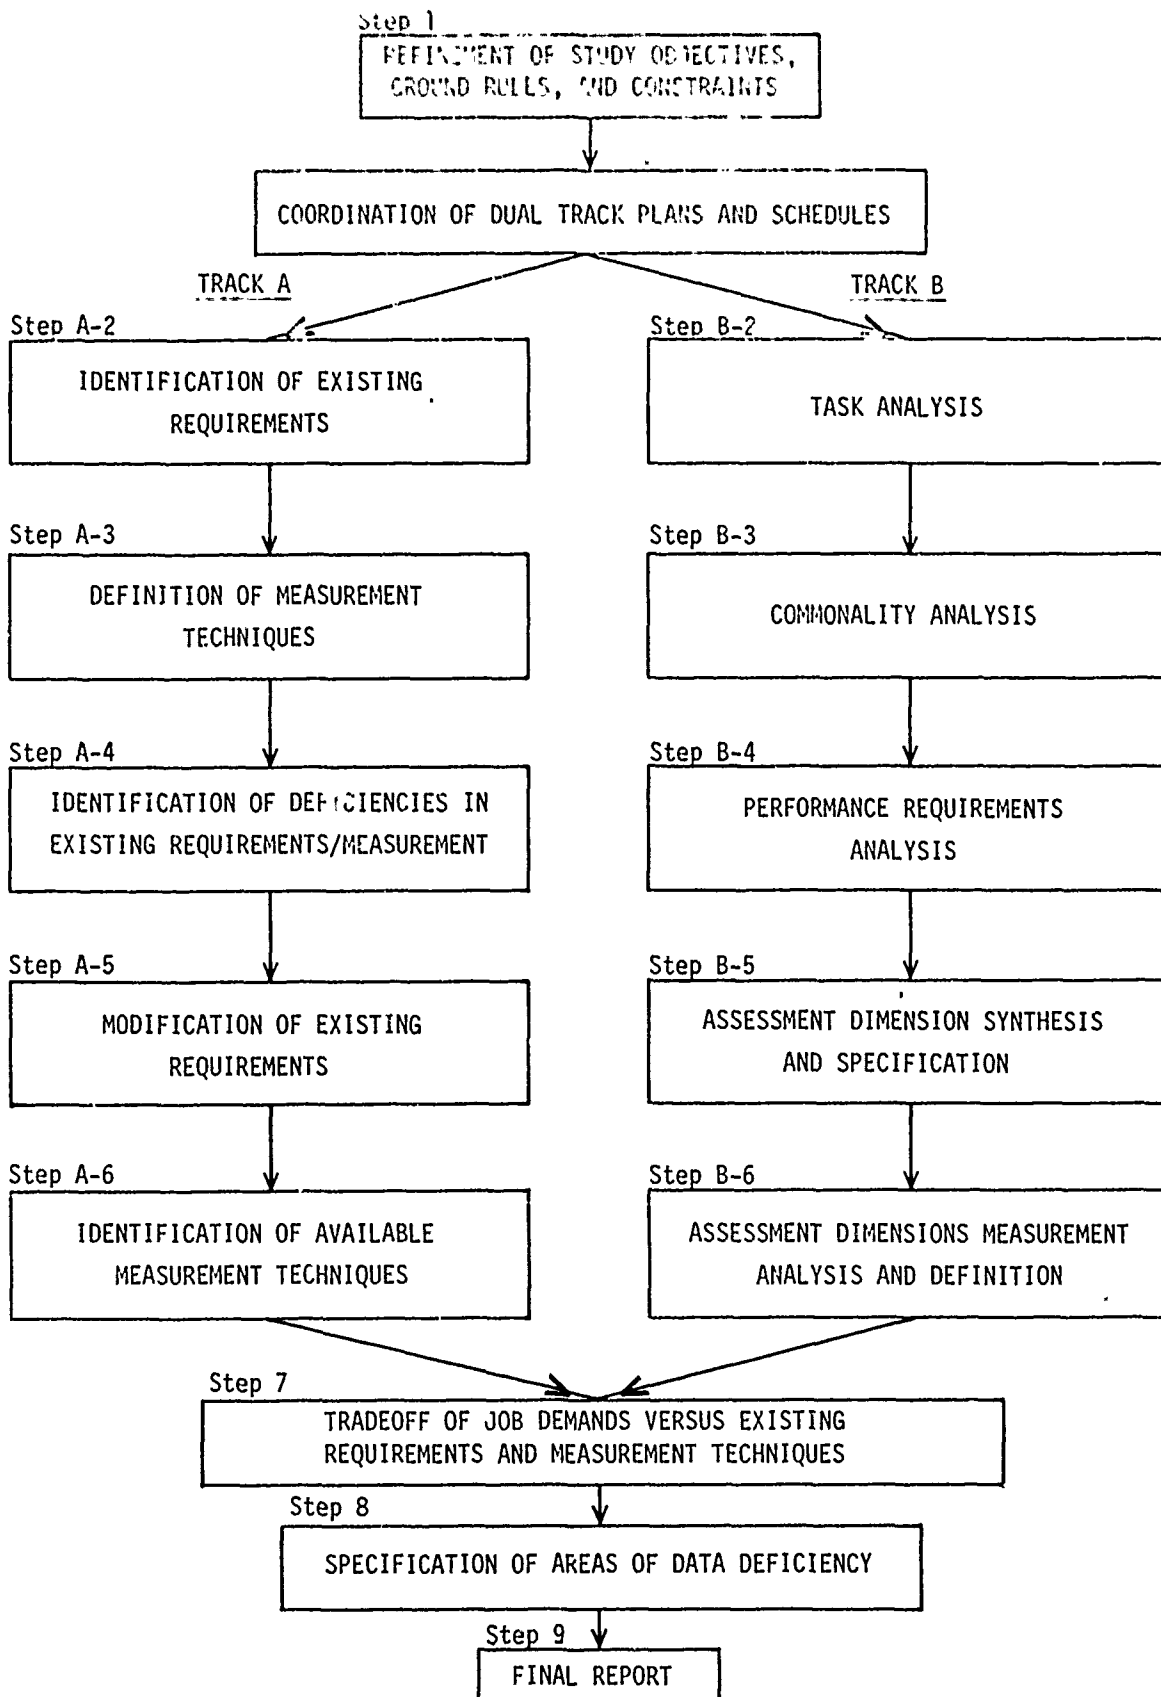 Step 1
REFINEMENT OF STUDY OBJECTIVES,
GROUND RULES, AND CONSTRAINTS
COORDINATION OF DUAL TRACK PLANS AND SCHEDULES
TRACK A
Step A-2
IDENTIFICATION OF EXISTING
REQUIREMENTS
Step A-3
DEFINITION OF MEASUREMENT
TECHNIQUES
Step A-4
IDENTIFICATION OF DEFICIENCIES IN
EXISTING REQUIREMENTS/MEASUREMENT
Step A-5
MODIFICATION OF EXISTING
REQUIREMENTS
Step A-6
IDENTIFICATION OF AVAILABLE
MEASUREMENT TECHNIQUES
TRACK B
Step B-2
TASK ANALYSIS
Step B-3
COMMONALITY ANALYSIS
Step B-4
PERFORMANCE REQUIREMENTS
ANALYSIS
Step B-5
ASSESSMENT DIMENSION SYNTHESIS
AND SPECIFICATION
Step B-6
ASSESSMENT DIMENSIONS MEASUREMENT
ANALYSIS AND DEFINITION
Step 7
TRADEOFF OF JOB DEMANDS VERSUS EXISTING
REQUIREMENTS AND MEASUREMENT TECHNIQUES
Step 8
SPECIFICATION OF AREAS OF DATA DEFICIENCY
Step 9
FINAL REPORT